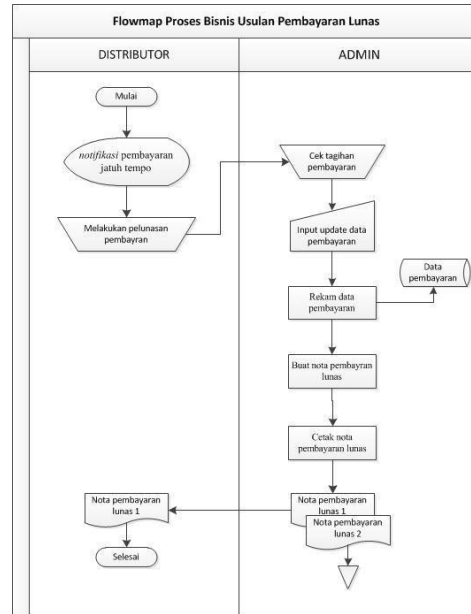 Flowmap Proses Bisnis Usulan Pembayaran Lunas
DISTRIBUTOR
ADMIN
Mulai
notifikasi pembayaran
jatuh tempo
Melakukan pelunasan
pembayran
Cek tagihan
pembayaran
Input update data
pembayaran
Data
pembayaran
Rekam data
pembayaran
Buat nota pembayran
lunas
Cetak nota
pembayaran lunas
Nota pembayaran
lunas 1
Nota pembayaran
lunas 1
Nota pembayaran
lunas 2
Selesai